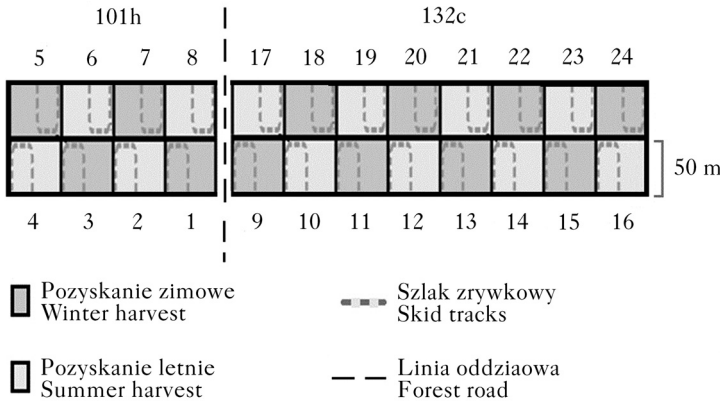 101h 132c
5 6 7 8 17 18 19 20 21 22 23 24
50 m
4 3 2 1 9 10 11 12 13 14 15 16
Pozyskanie zimowe
Winter harvest
Szlak zrywkowy
Skid tracks
Pozyskanie letnie
Summer harvest
Linia oddziaowa
Forest road